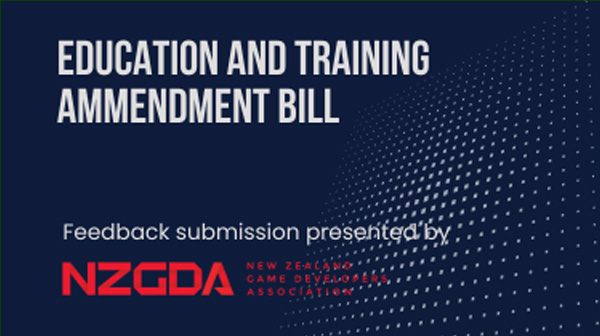 EDUCATION AND TRAINING
AMMENDMENT BILL
Feedback submission presented by
NZGDA
NEW ZEALAND
GAME DEVELOPERS
ASSOCIATION